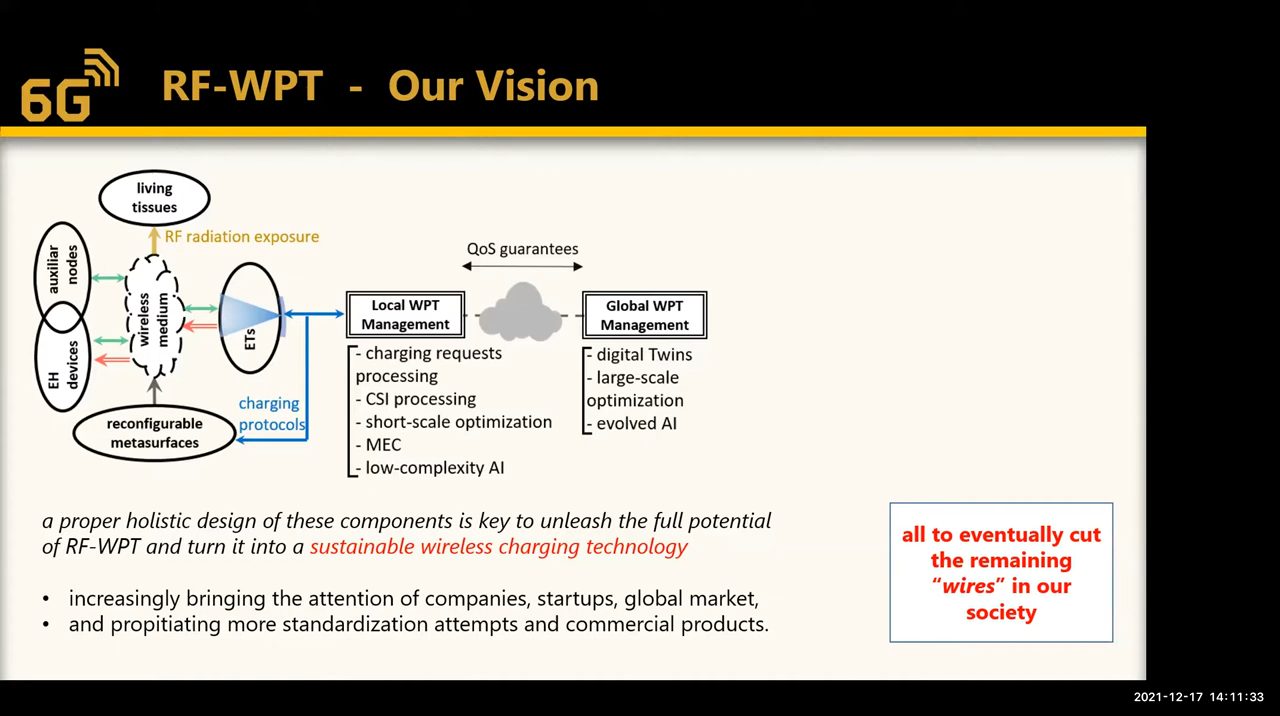 6G
RF-WPT - Our Vision
living
tissues
RF radiation exposure
auxiliar
nodes
wireless
medium
EH
devices
ETs
reconfigurable
metasurfaces
charging
protocols
QoS guarantees
Local WPT
Management
Global WPT
Management
- charging requests
processing
- CSI processing
- short-scale optimization
- MEC
- low-complexity AI
- digital Twins
- large-scale
optimization
- evolved AI
a proper holistic design of these components is key to unleash the full potential
of RF-WPT and turn it into a sustainable wireless charging technology
• increasingly bringing the attention of companies, startups, global market,
• and propitiating more standardization attempts and commercial products.
all to eventually cut
the remaining
“wires” in our
society
2021-12-17 14:11:33